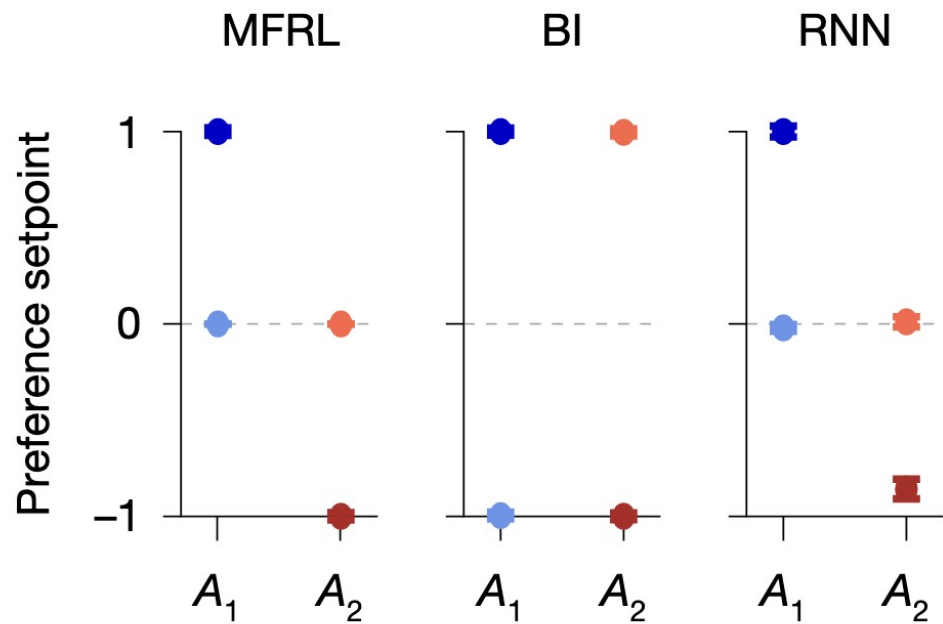 MFRL BI RNN
Preference setpoint
1
0
−1
A1 A2 A1 A2 A1 A2